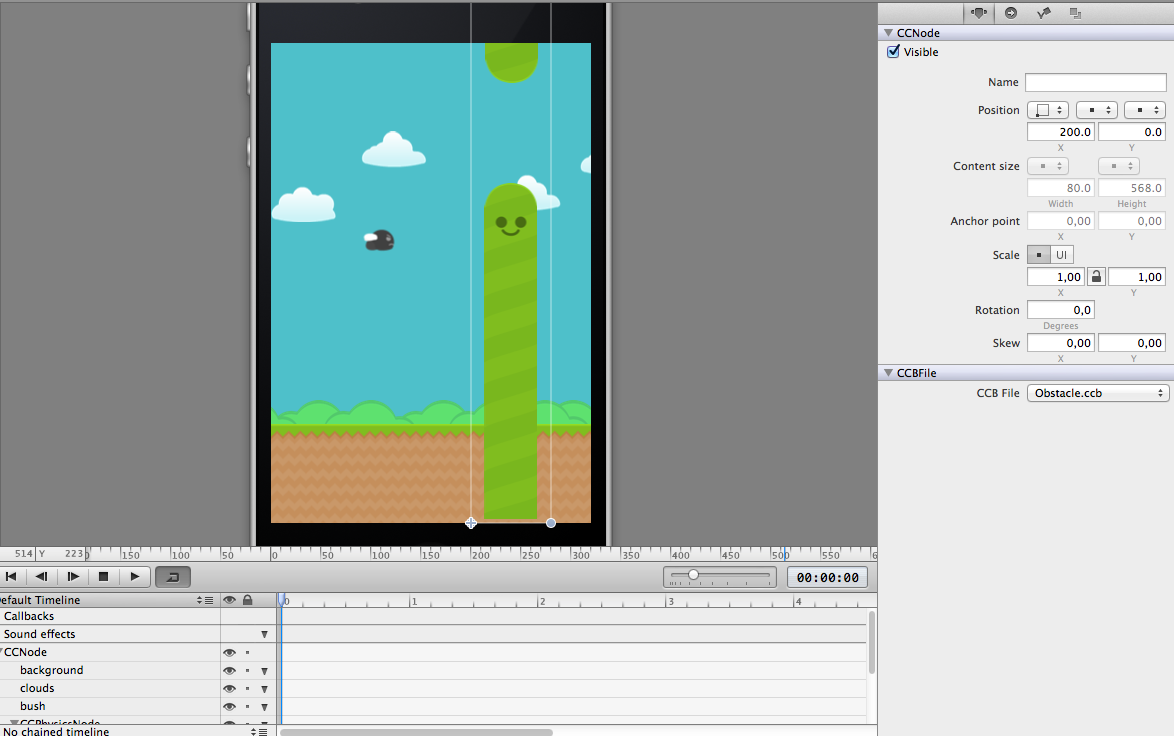 CCNode
Visible
Name
Position
200.0 0.0
X Y
Content size
80.0 568.0
Width Height
Anchor point 0,00 0,00
X Y
Scale UI
1,00 1,00
X Y
Rotation 0,0
Degrees
Skew 0,00 0,00
X Y
CCBFile
CCB File Obstacle.ccb
514 Y 223 150 100 50 0 50 100 150 200 250 300 350 400 450 500 550
00:00:00
efault Timeline 0 1 2 3 4
Callbacks
Sound effects
CCNode
background
clouds
bush
CCPhysicsNode
No chained timeline